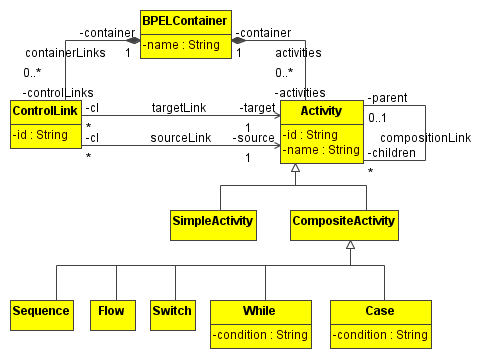 BPELContainer
-name : String
-container
-container
containerLinks
1
1
activities
0..*
0..*
-controlLinks
-activities
ControlLink
-id : String
-cl
targetLink
-target
*
1
-cl
sourceLink
-source
*
1
Activity
-id : String
-name : String
-parent
0..1
compositionLink
-children
*
SimpleActivity
CompositeActivity
Sequence
Flow
Switch
While
-condition : String
Case
-condition : String